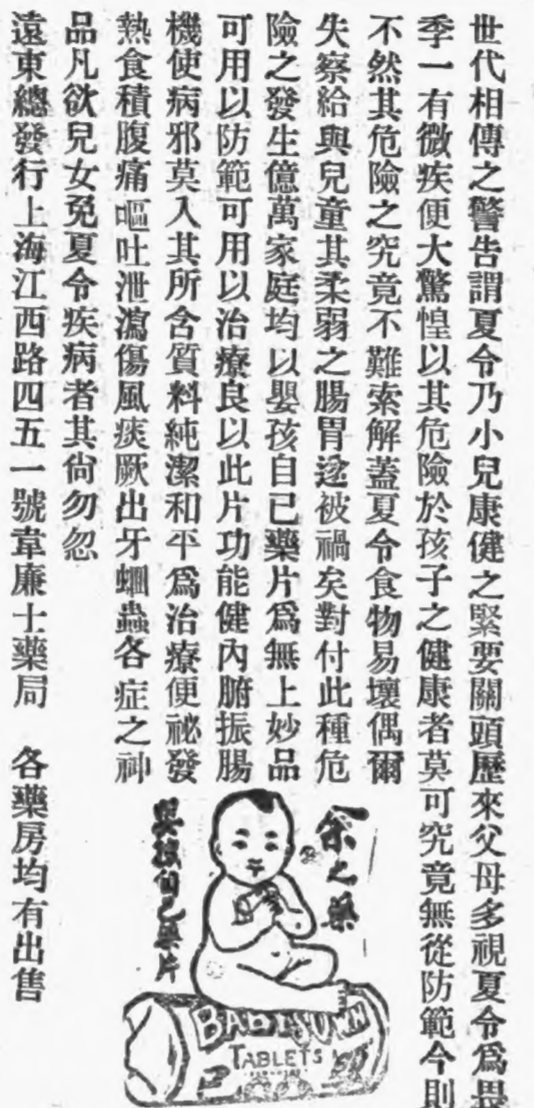 世代相傳之警告謂夏令乃小兒康健之緊要關頭歷來父母多視夏令爲畏
季一有微疾便大驚惶以其危險於孩子之健康者莫可究竟無從防範今則
不然其危險之究竟不難索解蓋夏令食物易壞偶爾
失察給與兒童其柔弱之腸胃遂被禍矣對付此種危
險之發生億萬家庭均以嬰孩自己藥片爲無上妙品
可用以防範可用以治療良以此片功能健內腑振腸
機使病邪莫入其所含質料純潔和平爲治療便祕發
熱食積腹痛嘔吐泄瀉傷風痰厥出牙蛔蟲各症之神
品凡欲兒女免夏令疾病者其尙勿忽
遠東總發行上海江西路四五一號韋廉士藥局 各藥房均有出售
余之藥
嬰孩自己藥片
BABY'S OWN
TABLETS